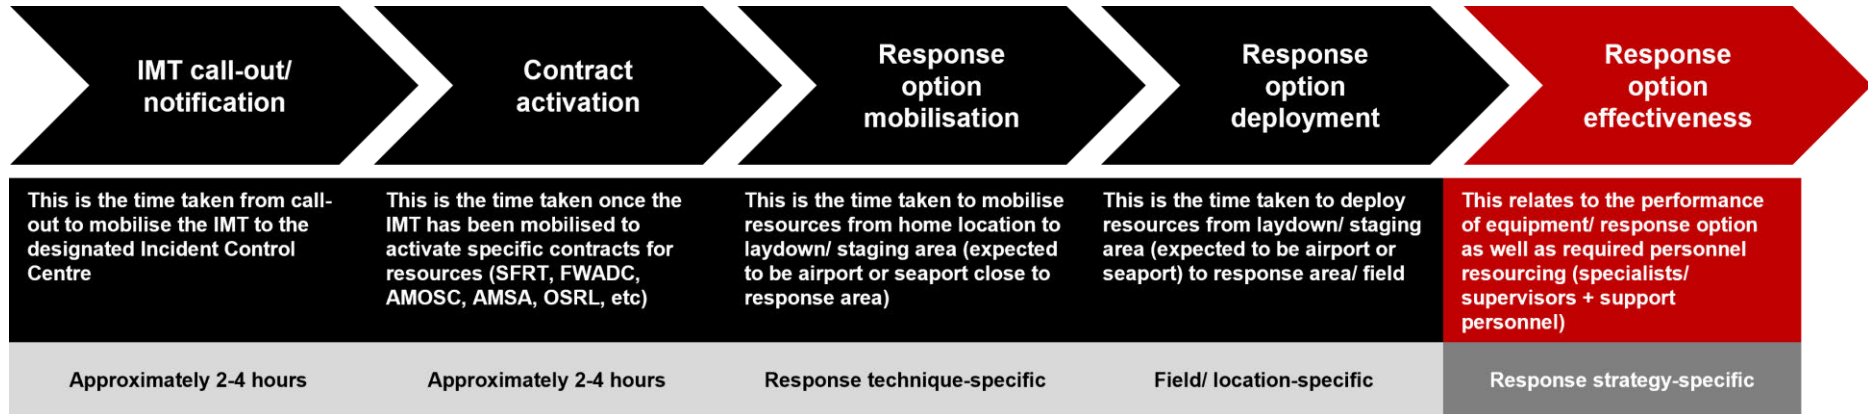 IMT call-out/
notification
Contract
activation
Response
option
mobilisation
Response
option
deployment
Response
option
effectiveness
This is the time taken from call-
out to mobilise the IMT to the
designated Incident Control
Centre
This is the time taken once the
IMT has been mobilised to
activate specific contracts for
resources (SFRT, FWADC,
AMOSC, AMSA, OSRL, etc)
This is the time taken to mobilise
resources from home location to
laydown/ staging area (expected
to be airport or seaport close to
response area)
This is the time taken to deploy
resources from laydown/ staging
area (expected to be airport or
seaport) to response area/ field
This relates to the performance
of equipment/ response option
as well as required personnel
resourcing (specialists/
supervisors + support
personnel)
Approximately 2-4 hours
Approximately 2-4 hours
Response technique-specific
Field/ location-specific
Response strategy-specific